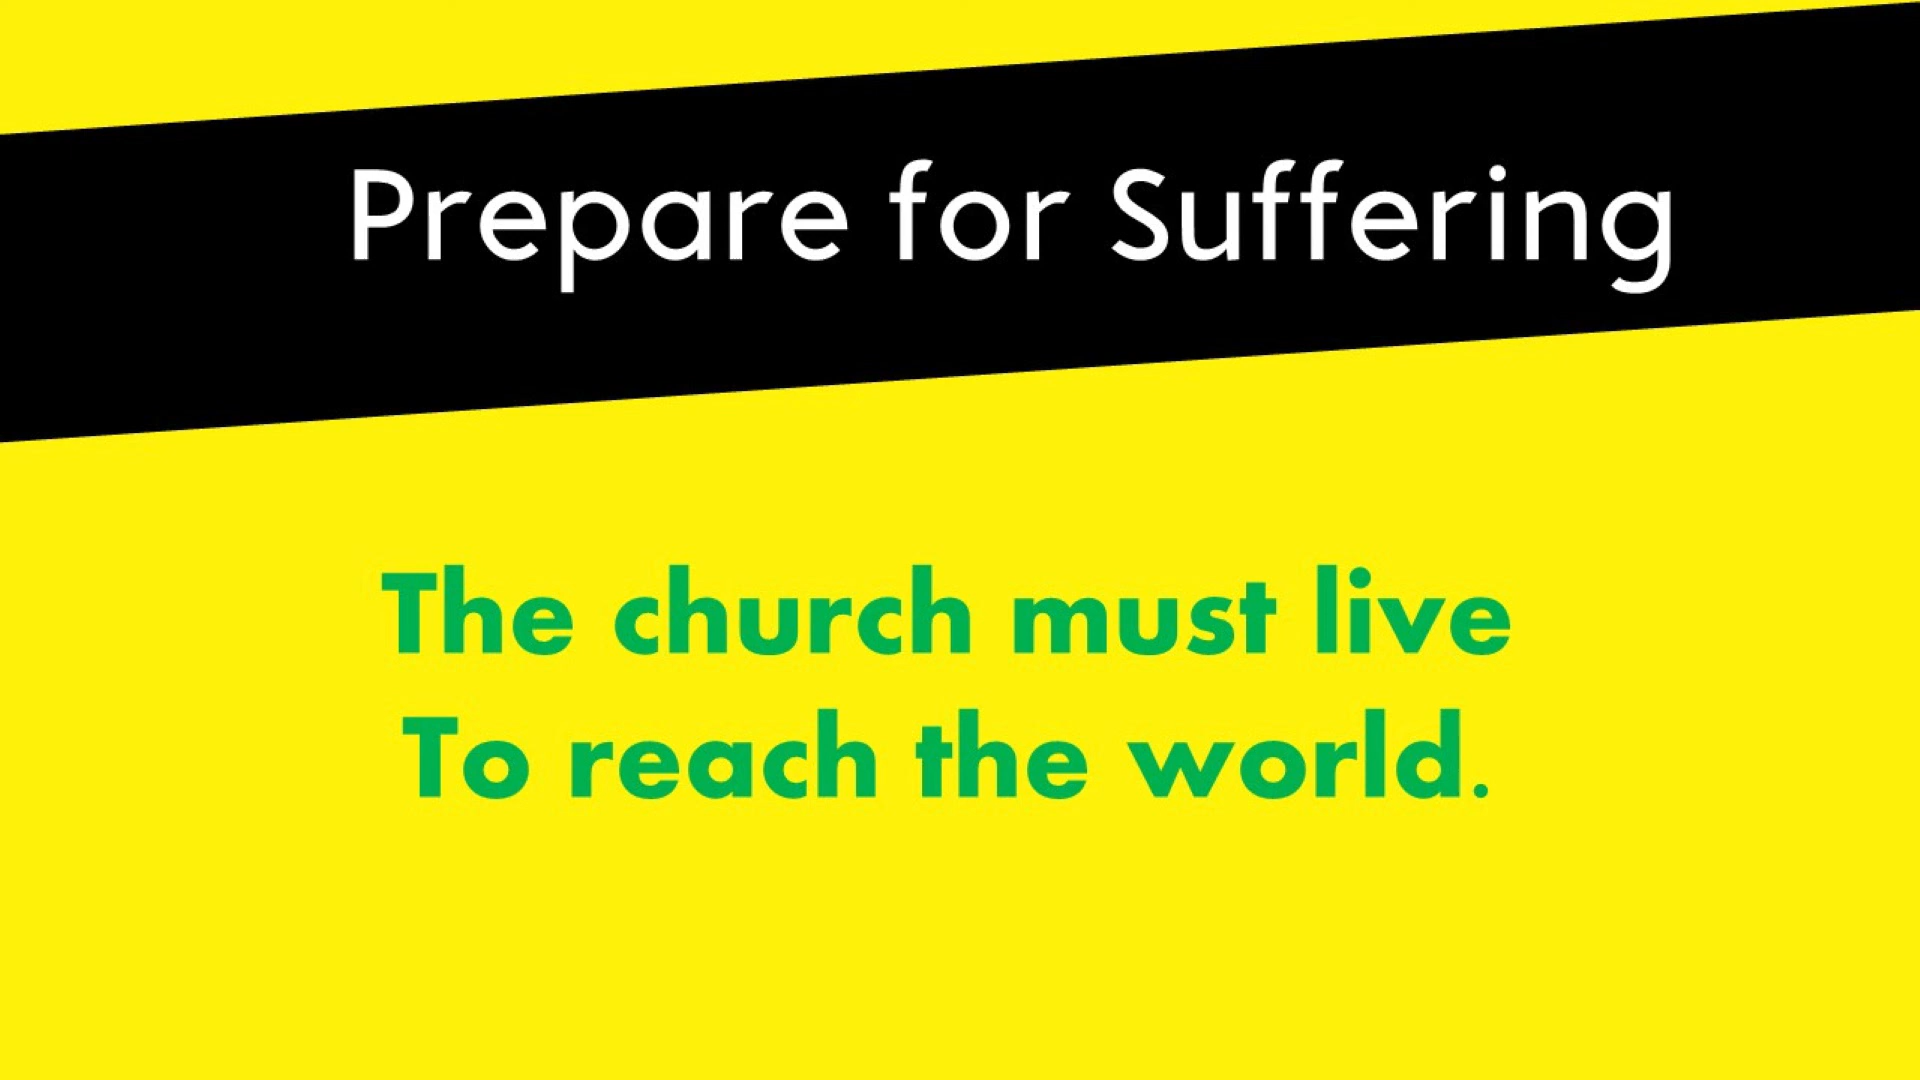 Prepare for Suffering
The church must live
To reach the world.